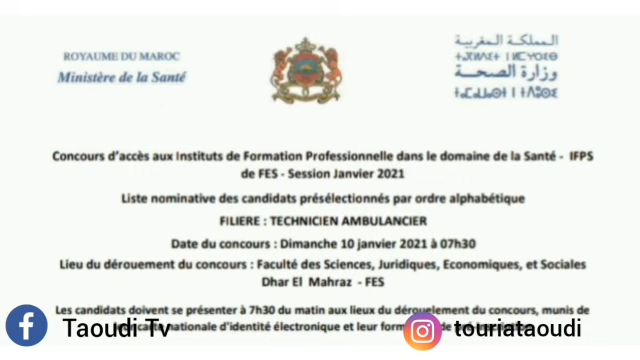 ROYAUME DU MAROC
Ministère de la Santé
المملكة المغربية
ⵜⴰⴳⵍⴷⵉⵜ ⵏ ⵍⵎⵖⵔⵉⴱ
وزارة الصحة
Concours d'accès aux Instituts de Formation Professionnelle dans le domaine de la Santé - IFPS
de FES - Session Janvier 2021
Liste nominative des candidats présélectionnés par ordre alphabétique
FILIERE : TECHNICIEN AMBULANCIER
Date du concours : Dimanche 10 janvier 2021 à 07h30
Lieu du dérouement du concours : Faculté des Sciences, Juridiques, Economiques, et Sociales
Dhar El Mahraz - FES
Les candidats doivent se présenter à 7h30 du matin aux lieux du dérouelement du concours, munis de
nationale d'identité électronique et leur
Taoudi Tv
touriataoudi